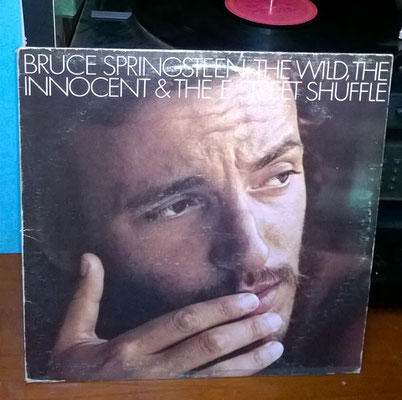 BRUCE SPRINGSTEEN, THE WILD, THE
INNOCENT & THE E STREET SHUFFLE